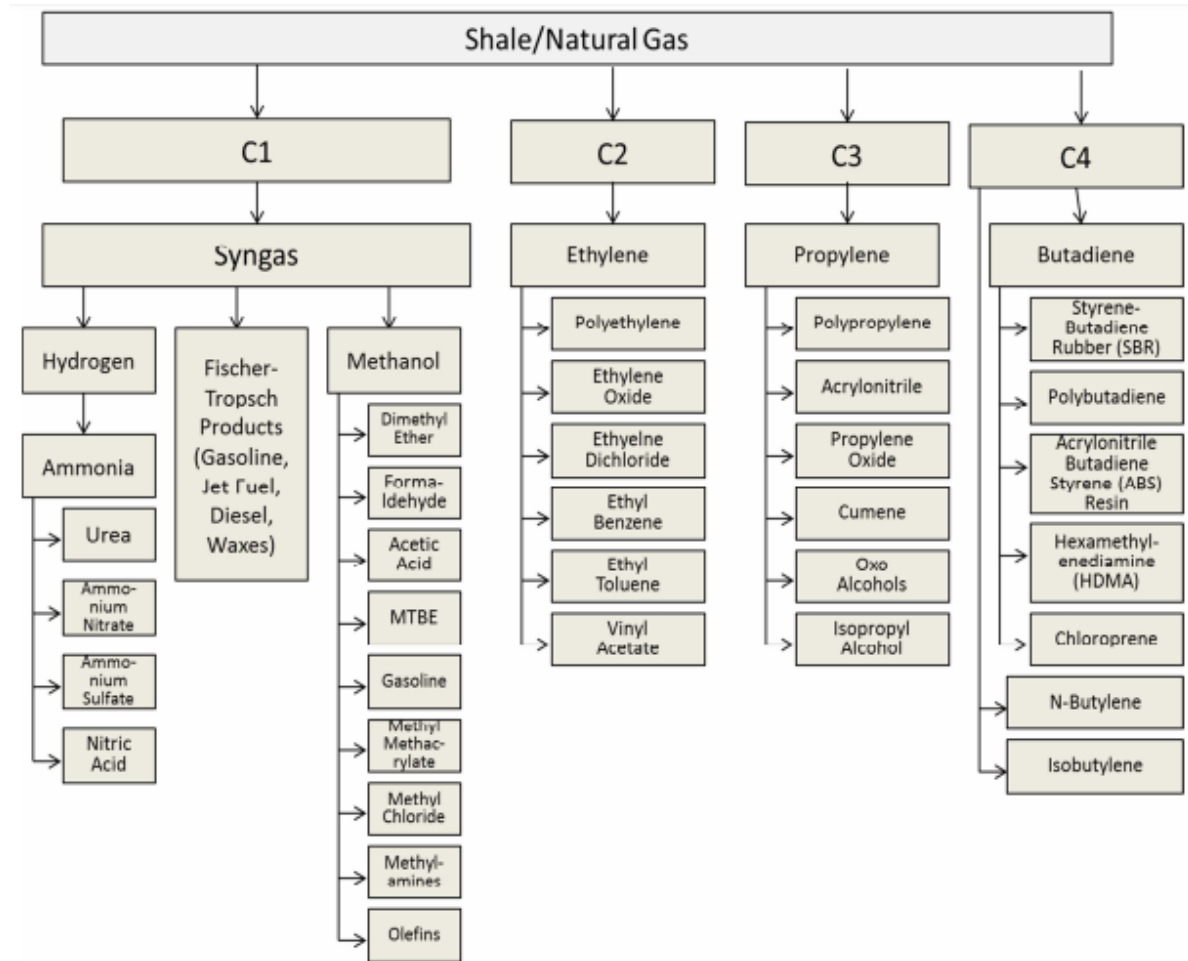 Shale/Natural Gas
C1
C2
C3
C4
Syngas
Ethylene
Propylene
Butadiene
Hydrogen
Fischer-
Tropsch
Products
(Gasoline,
Jet Fuel,
Diesel,
Waxes)
Methanol
Ammonia
Urea
Ammo-
nium
Nitrate
Ammo-
nium
Sulfate
Nitric
Acid
Dimethyl
Ether
Forma-
ldehyde
Acetic
Acid
MTBE
Gasoline
Methyl
Methac-
rylate
Methyl
Chloride
Methyl-
amines
Olefins
Polyethylene
Ethylene
Oxide
Ethyelne
Dichloride
Ethyl
Benzene
Ethyl
Toluene
Vinyl
Acetate
Polypropylene
Acrylonitrile
Propylene
Oxide
Cumene
Oxo
Alcohols
Isopropyl
Alcohol
Styrene-
Butadiene
Rubber (SBR)
Polybutadiene
Acrylonitrile
Butadiene
Styrene (ABS)
Resin
Hexamethyl-
enediamine
(HDMA)
Chloroprene
N-Butylene
Isobutylene